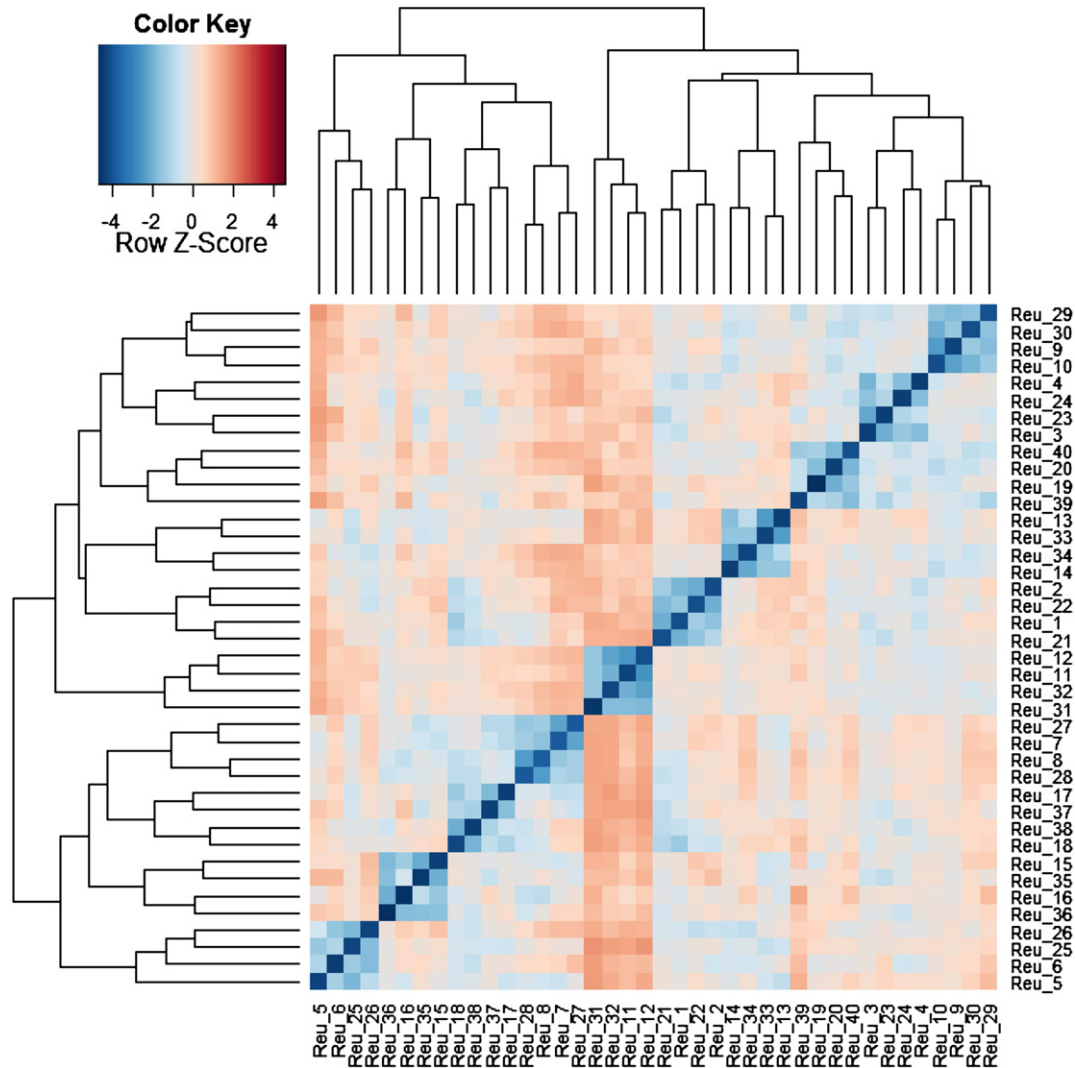 Color Key
-4 -2 0 2 4
Row Z-Score
Reu_29
Reu_30
Reu_9
Reu_10
Reu_4
Reu_24
Reu_23
Reu_3
Reu_40
Reu_20
Reu_19
Reu_39
Reu_13
Reu_33
Reu_34
Reu_14
Reu_2
Reu_22
Reu_1
Reu_21
Reu_12
Reu_11
Reu_32
Reu_31
Reu_27
Reu_7
Reu_8
Reu_28
Reu_17
Reu_37
Reu_38
Reu_18
Reu_15
Reu_35
Reu_16
Reu_36
Reu_26
Reu_25
Reu_6
Reu_5
Reu_5
Reu_6
Reu_25
Reu_26
Reu_36
Reu_16
Reu_35
Reu_15
Reu_18
Reu_38
Reu_37
Reu_17
Reu_28
Reu_8
Reu_7
Reu_27
Reu_31
Reu_32
Reu_11
Reu_12
Reu_21
Reu_1
Reu_22
Reu_2
Reu_14
Reu_34
Reu_33
Reu_13
Reu_39
Reu_19
Reu_20
Reu_40
Reu_3
Reu_23
Reu_24
Reu_4
Reu_10
Reu_9
Reu_30
Reu_29